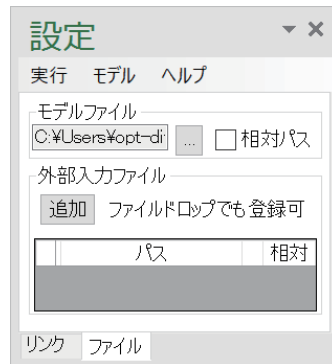 設定
実行 モデル ヘルプ
モデルファイル
C:¥Users¥opt-di ... 相対パス
外部入力ファイル
追加 ファイルドロップでも登録可
パス 相対
リンク ファイル